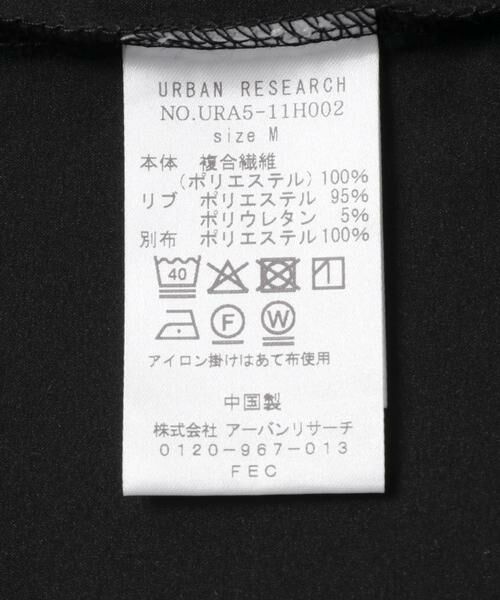 URBAN RESEARCH
NO.URA5-11H002
size M
本体 複合繊維
(ポリエステル) 100%
リブ ポリエステル 95%
ポリウレタン 5%
別布 ポリエステル 100%
40
F W
アイロン掛けはあて布使用
中国製
株式会社 アーバンリサーチ
0120-967-013
FEC